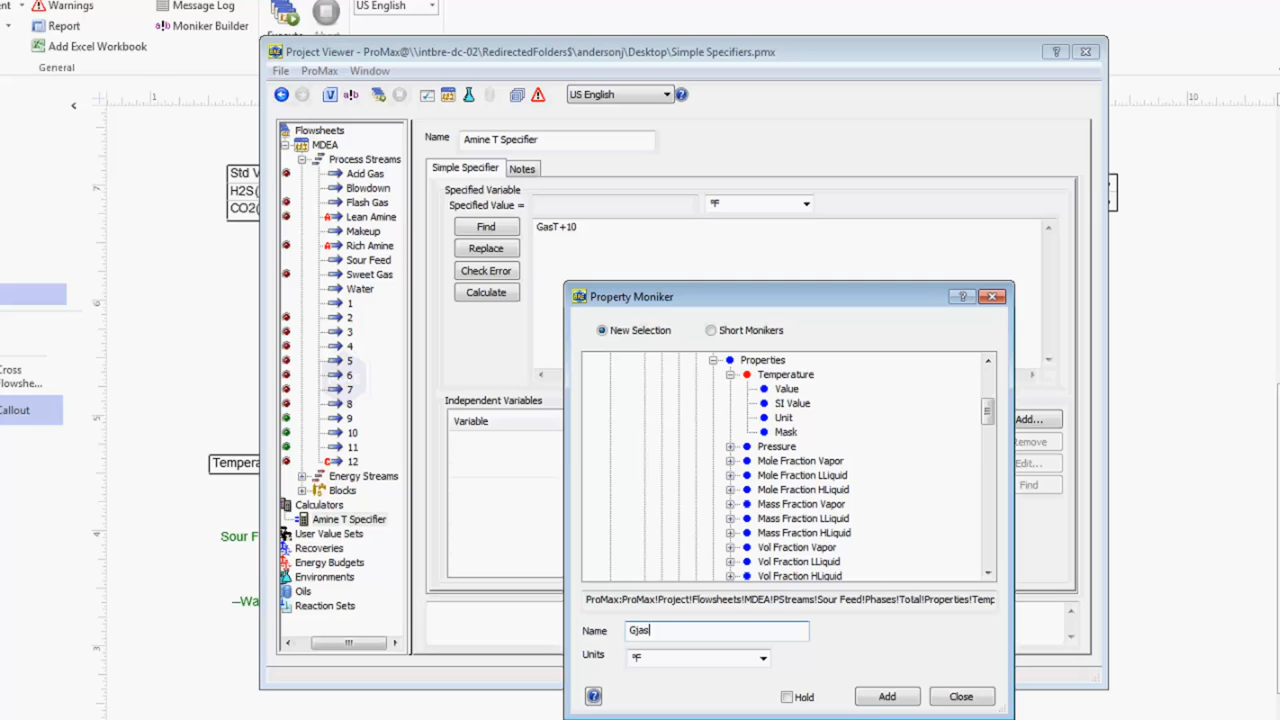 Warnings
Message Log
US English
Report
a!b Moniker Builder
Add Excel Workbook
General
Project Viewer - ProMax@\\intbre-dc-02\RedirectedFolders$\andersonj\Desktop\Simple Specifiers.pmx
File ProMax Window
V a!b US English
1 10
7
6
5
4
3
Cross
Flowshee...
Callout
Std V
H2S(
CO2(
Tempera
Sour F
Wa
Flowsheets
MDEA
Process Streams
Acid Gas
Blowdown
Flash Gas
Lean Amine
Makeup
Rich Amine
Sour Feed
Sweet Gas
Water
1
2
3
4
5
6
7
8
9
10
11
12
Energy Streams
Blocks
Calculators
Amine T Specifier
User Value Sets
Recoveries
Energy Budgets
Environments
Oils
Reaction Sets
Name Amine T Specifier
Simple Specifier Notes
Specified Variable
Specified Value = °F
Find
Replace
Check Error
Calculate
GasT+10
Independent Variables
Variable
Add...
Remove
Edit...
Find
Property Moniker
New Selection Short Monikers
Properties
Temperature
Value
SI Value
Unit
Mask
Pressure
Mole Fraction Vapor
Mole Fraction LLiquid
Mole Fraction HLiquid
Mass Fraction Vapor
Mass Fraction LLiquid
Mass Fraction HLiquid
Vol Fraction Vapor
Vol Fraction LLiquid
Vol Fraction HLiquid
ProMax:ProMax!Project!Flowsheets!MDEA!PStreams!Sour Feed!Phases!Total!Properties!Temp
Name Gjas
Units °F
Hold Add Close